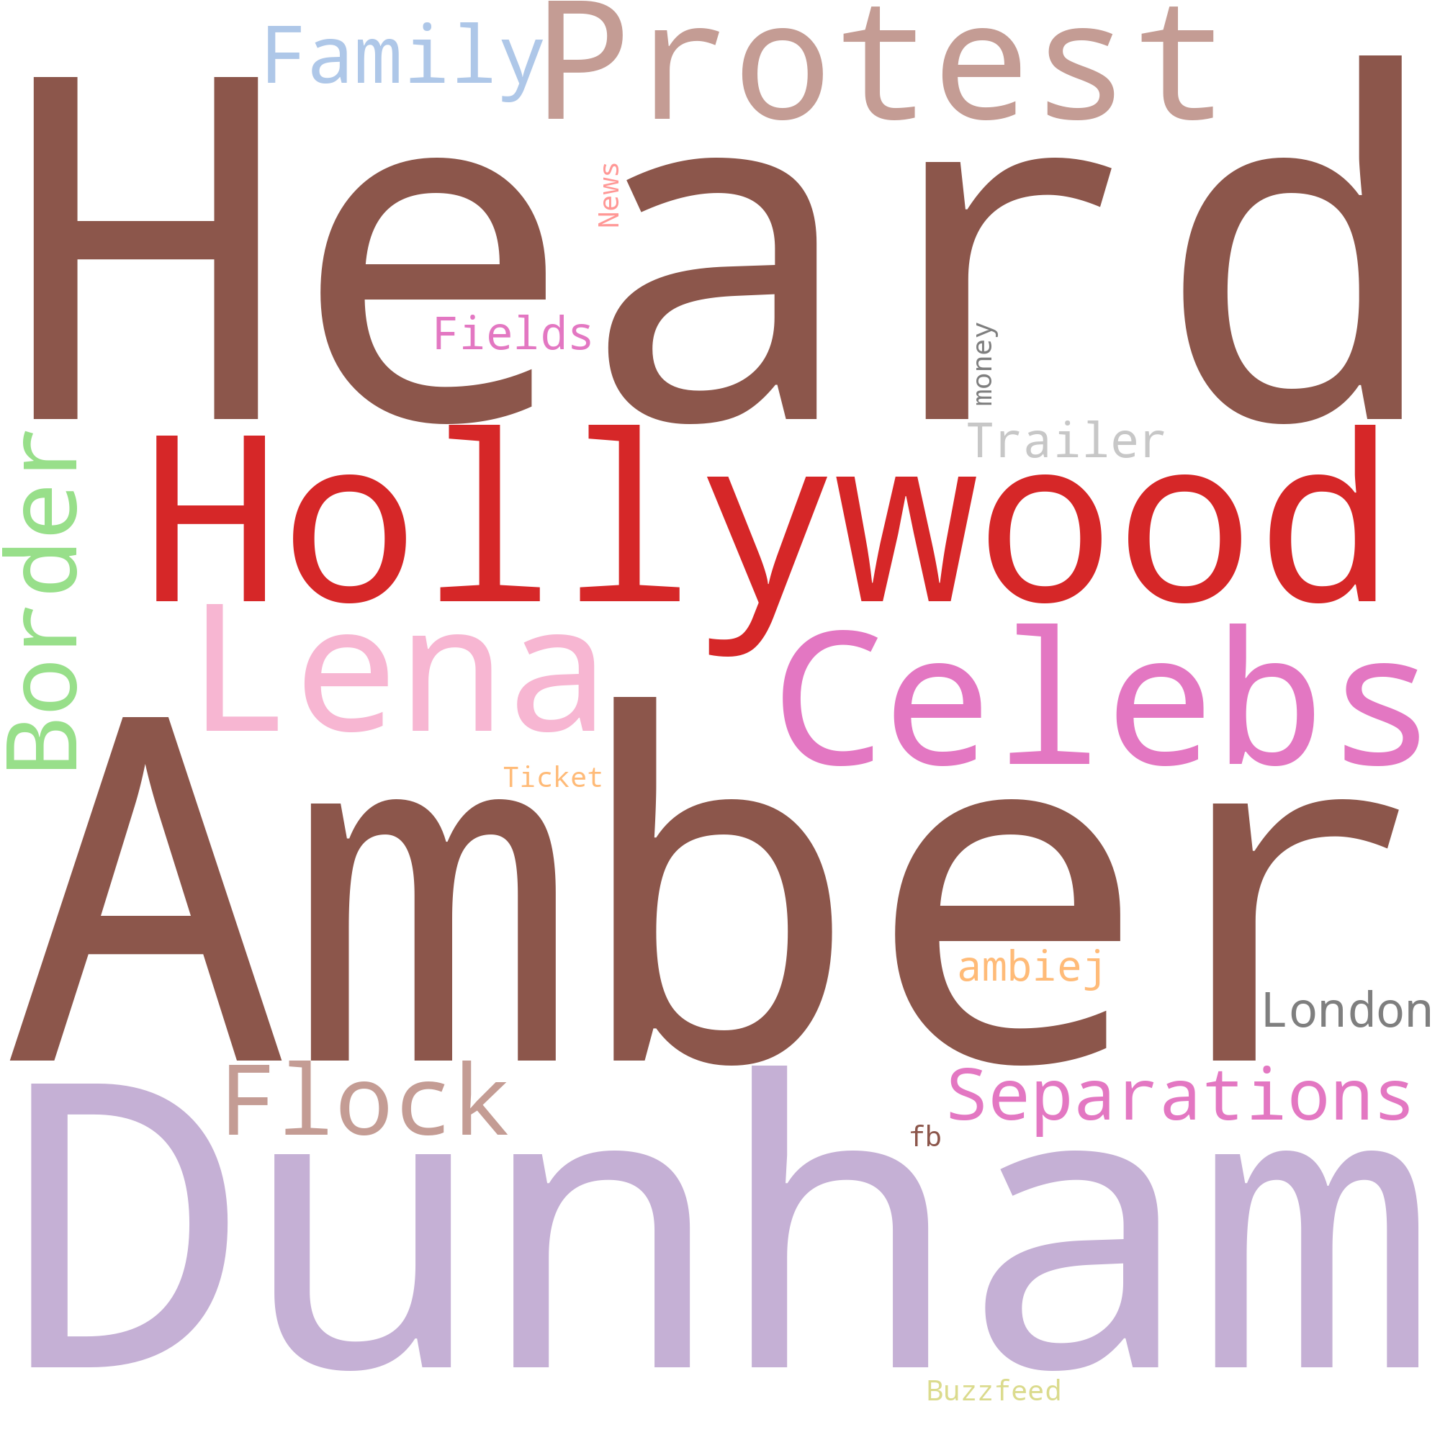 Family
Protest
Heard
News
Fields
money
Trailer
Border
Hollywood
Lena
Celebs
Amber
Ticket
ambiej
London
Flock
Separations
fb
Dunham
Buzzfeed